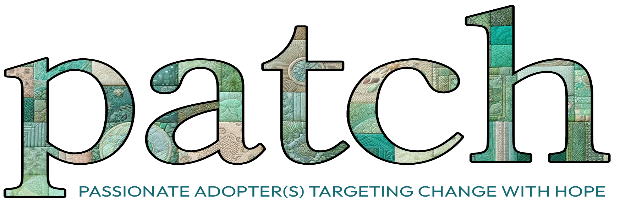 patch
PASSIONATE ADOPTER(S) TARGETING CHANGE WITH HOPE